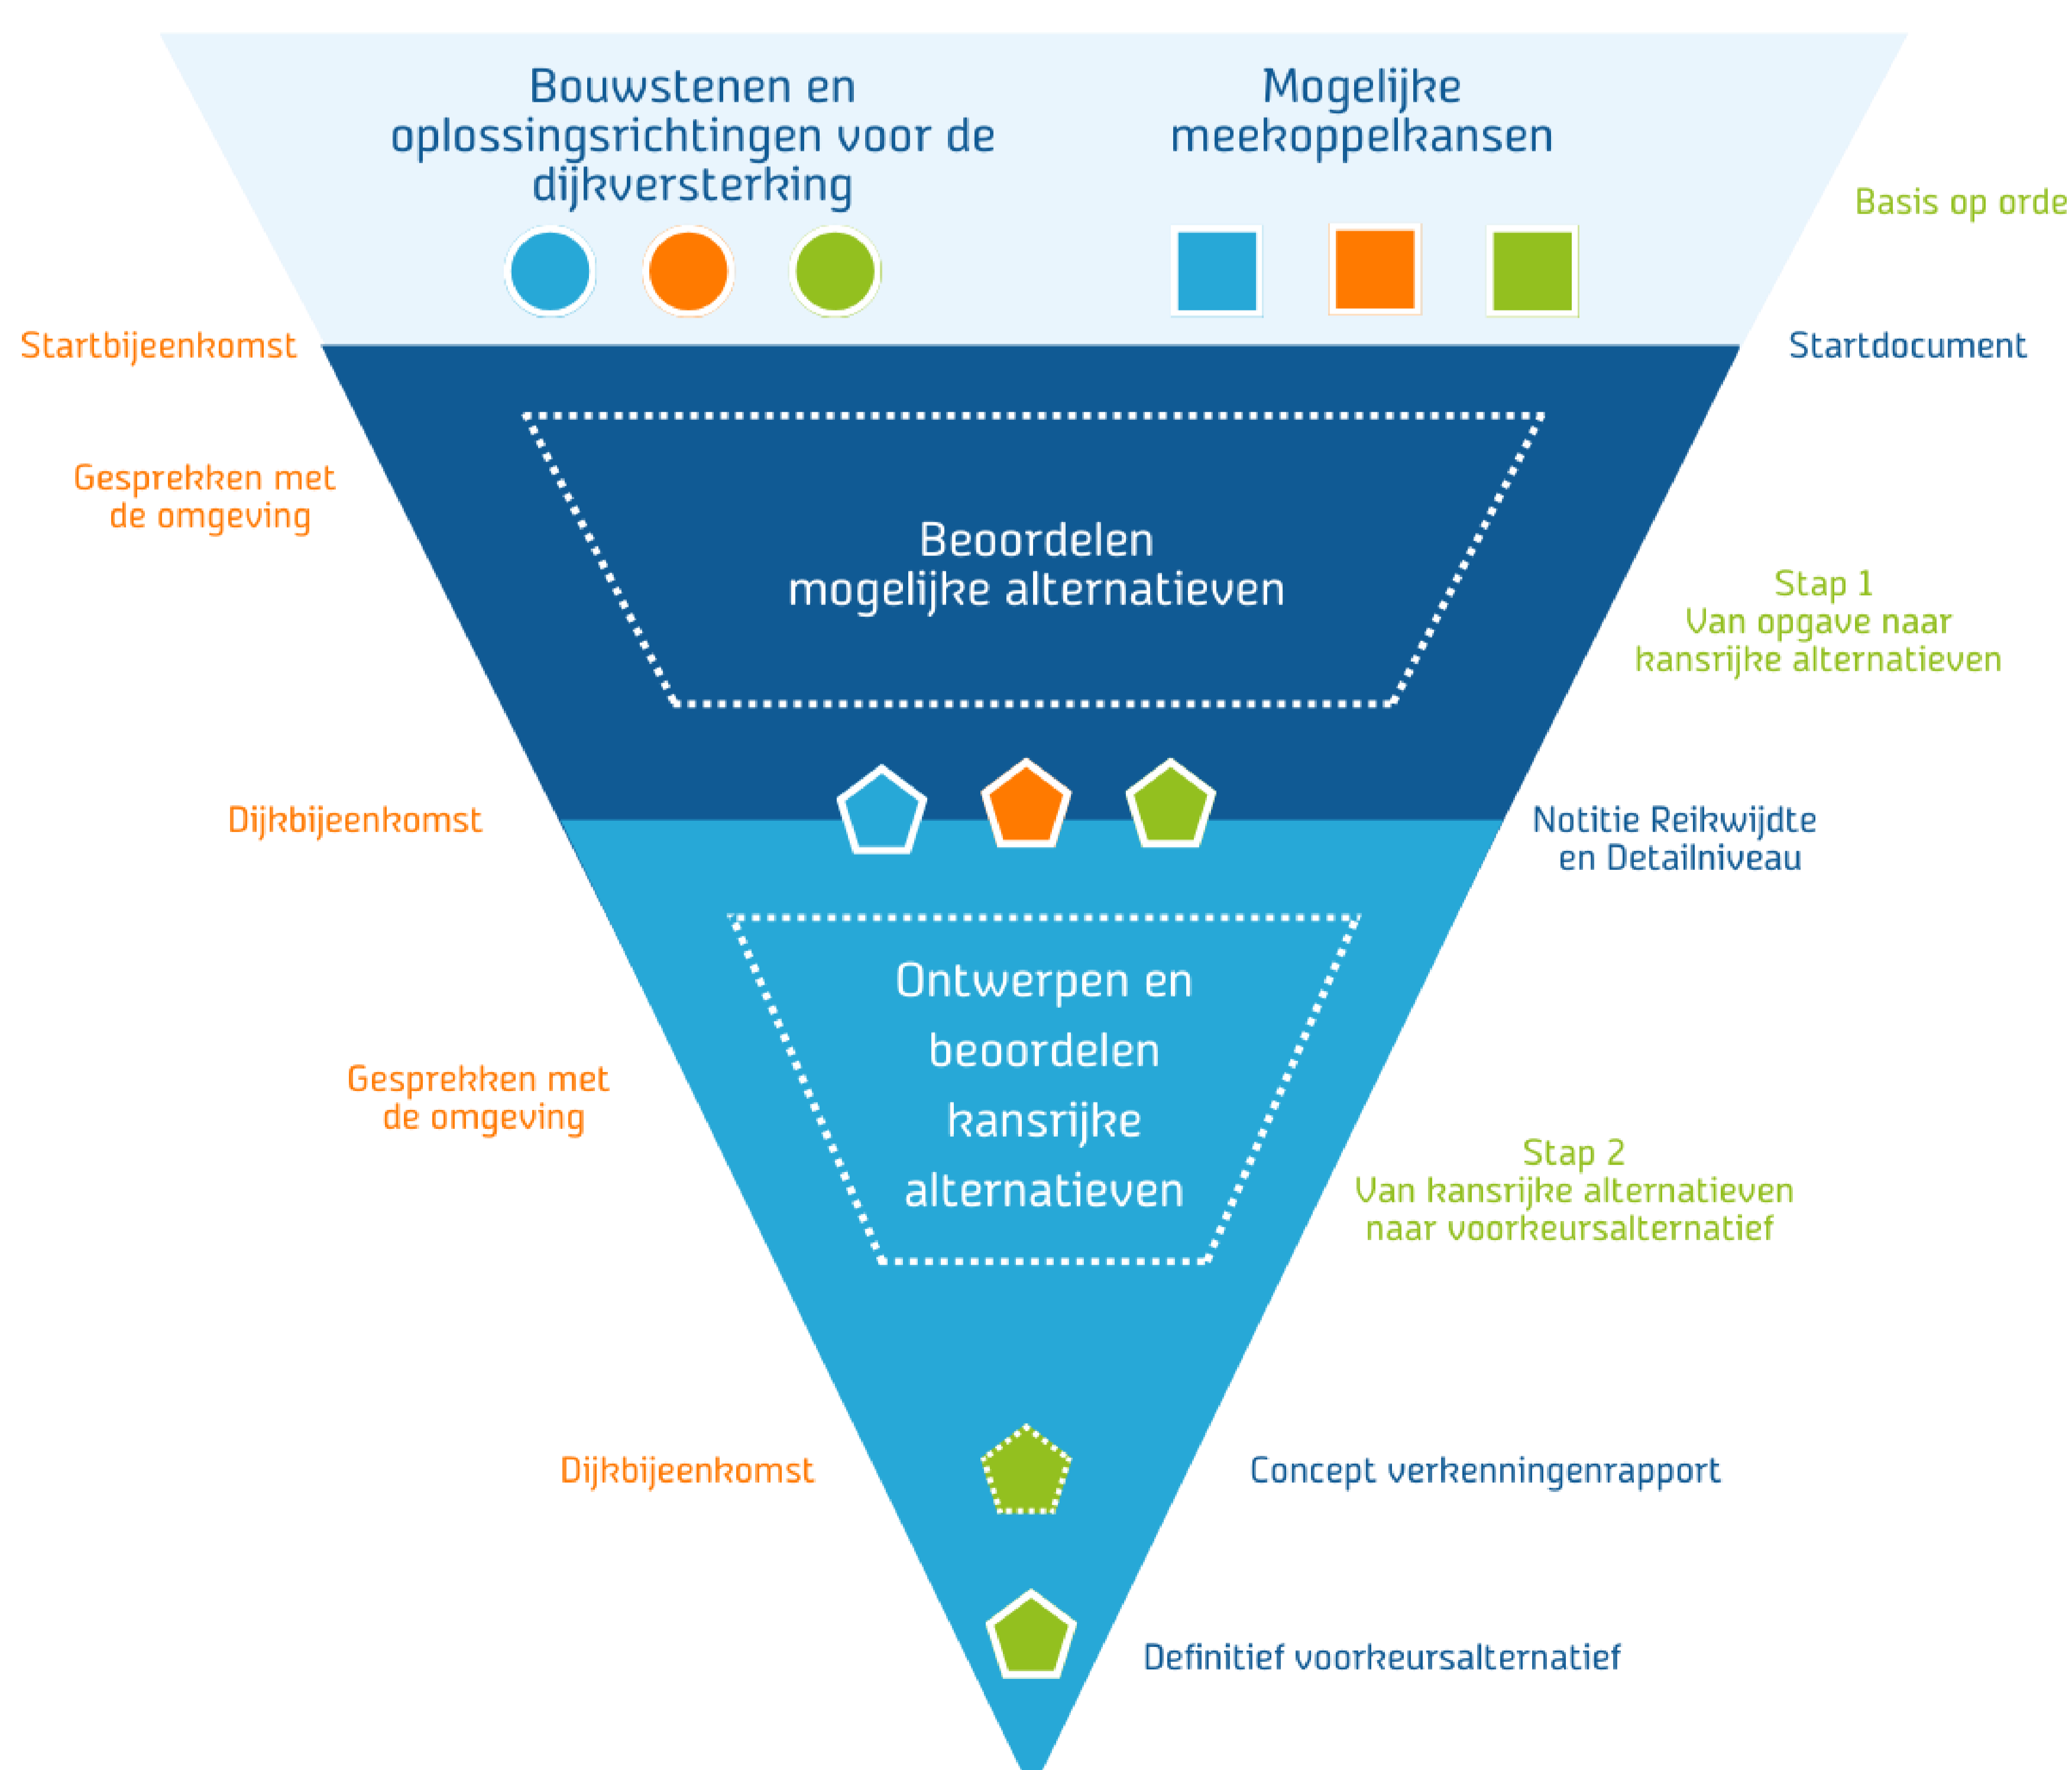 Bouwstenen en
oplossingsrichtingen voor de
dijkversterking
Mogelijke
meekoppelkansen
Basis op orde
Startbijeenkomst
Startdocument
Gesprekken met
de omgeving
Beoordelen
mogelijke alternatieven
Stap 1
Van opgave naar
kansrijke alternatieven
Dijkbijeenkomst
Notitie Reikwijdte
en Detailniveau
Ontwerpen en
beoordelen
kansrijke
alternatieven
Gesprekken met
de omgeving
Stap 2
Van kansrijke alternatieven
naar voorkeursalternatief
Dijkbijeenkomst
Concept verkenningenrapport
Definitief voorkeursalternatief